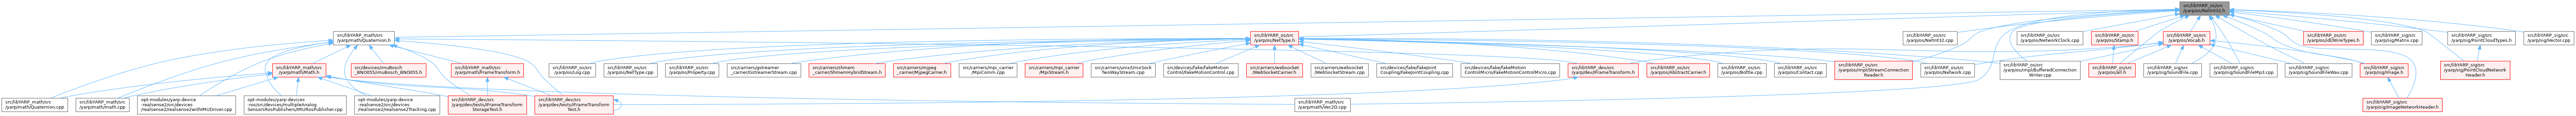 src/libYARP_os/src
/yarp/os/NetInt32.h
src/libYARP_math/src
/yarp/math/Quaternion.h
src/libYARP_os/src
/yarp/os/NetType.h
src/libYARP_os/src
/yarp/os/NetInt32.cpp
src/libYARP_os/src
/yarp/os/NetworkClock.cpp
src/libYARP_os/src
/yarp/os/Stamp.h
src/libYARP_os/src
/yarp/os/Vocab.h
src/libYARP_os/src
/yarp/os/idl/WireTypes.h
src/libYARP_sig/src
/yarp/sig/Matrix.cpp
src/libYARP_sig/src
/yarp/sig/PointCloudTypes.h
src/libYARP_sig/src
/yarp/sig/Vector.cpp
src/libYARP_math/src
/yarp/math/Math.h
src/devices/imuBosch
_BNO055/imuBosch_BNO055.h
src/libYARP_math/src
/yarp/math/FrameTransform.h
src/libYARP_os/src
/yarp/os/Log.cpp
src/libYARP_os/src
/yarp/os/NetType.cpp
src/libYARP_os/src
/yarp/os/Property.cpp
src/carriers/gstreamer
_carrier/GstreamerStream.cpp
src/carriers/shmem
_carrier/ShmemHybridStream.h
src/carriers/mjpeg
_carrier/MjpegCarrier.h
src/carriers/mpi_carrier
/MpiComm.cpp
src/carriers/mpi_carrier
/MpiStream.h
src/carriers/unix/UnixSock
TwoWayStream.cpp
src/devices/fake/fakeMotion
Control/fakeMotionControl.cpp
src/carriers/websocket
/WebSocketCarrier.h
src/carriers/websocket
/WebSocketStream.cpp
src/devices/fake/fakeJoint
Coupling/FakeJointCoupling.cpp
src/devices/fake/fakeMotion
ControlMicro/FakeMotionControlMicro.cpp
src/libYARP_dev/src
/yarp/dev/IFrameTransform.h
src/libYARP_os/src
/yarp/os/AbstractCarrier.h
src/libYARP_os/src
/yarp/os/Bottle.cpp
src/libYARP_os/src
/yarp/os/Contact.cpp
src/libYARP_os/src
/yarp/os/impl/StreamConnection
Reader.h
src/libYARP_os/src
/yarp/os/Network.cpp
src/libYARP_os/src
/yarp/os/impl/BufferedConnection
Writer.cpp
src/libYARP_os/src
/yarp/os/all.h
src/libYARP_sig/src
/yarp/sig/SoundFile.cpp
src/libYARP_sig/src
/yarp/sig/SoundFileMp3.cpp
src/libYARP_sig/src
/yarp/sig/SoundFileWav.cpp
src/libYARP_sig/src
/yarp/sig/Image.h
src/libYARP_sig/src
/yarp/sig/PointCloudNetwork
Header.h
src/libYARP_math/src
/yarp/math/Quaternion.cpp
src/libYARP_math/src
/yarp/math/math.cpp
opt-modules/yarp-device
-realsense2/src/devices
/realsense2/realsense2withIMUDriver.cpp
opt-modules/yarp-devices
-ros/src/devices/multipleAnalog
SensorsRosPublishers/IMURosPublisher.cpp
opt-modules/yarp-device
-realsense2/src/devices
/realsense2/realsense2Tracking.cpp
src/libYARP_dev/src
/yarp/dev/tests/IFrameTransform
StorageTest.h
src/libYARP_dev/src
/yarp/dev/tests/IFrameTransform
Test.h
src/libYARP_math/src
/yarp/math/Vec2D.cpp
src/libYARP_sig/src
/yarp/sig/ImageNetworkHeader.h